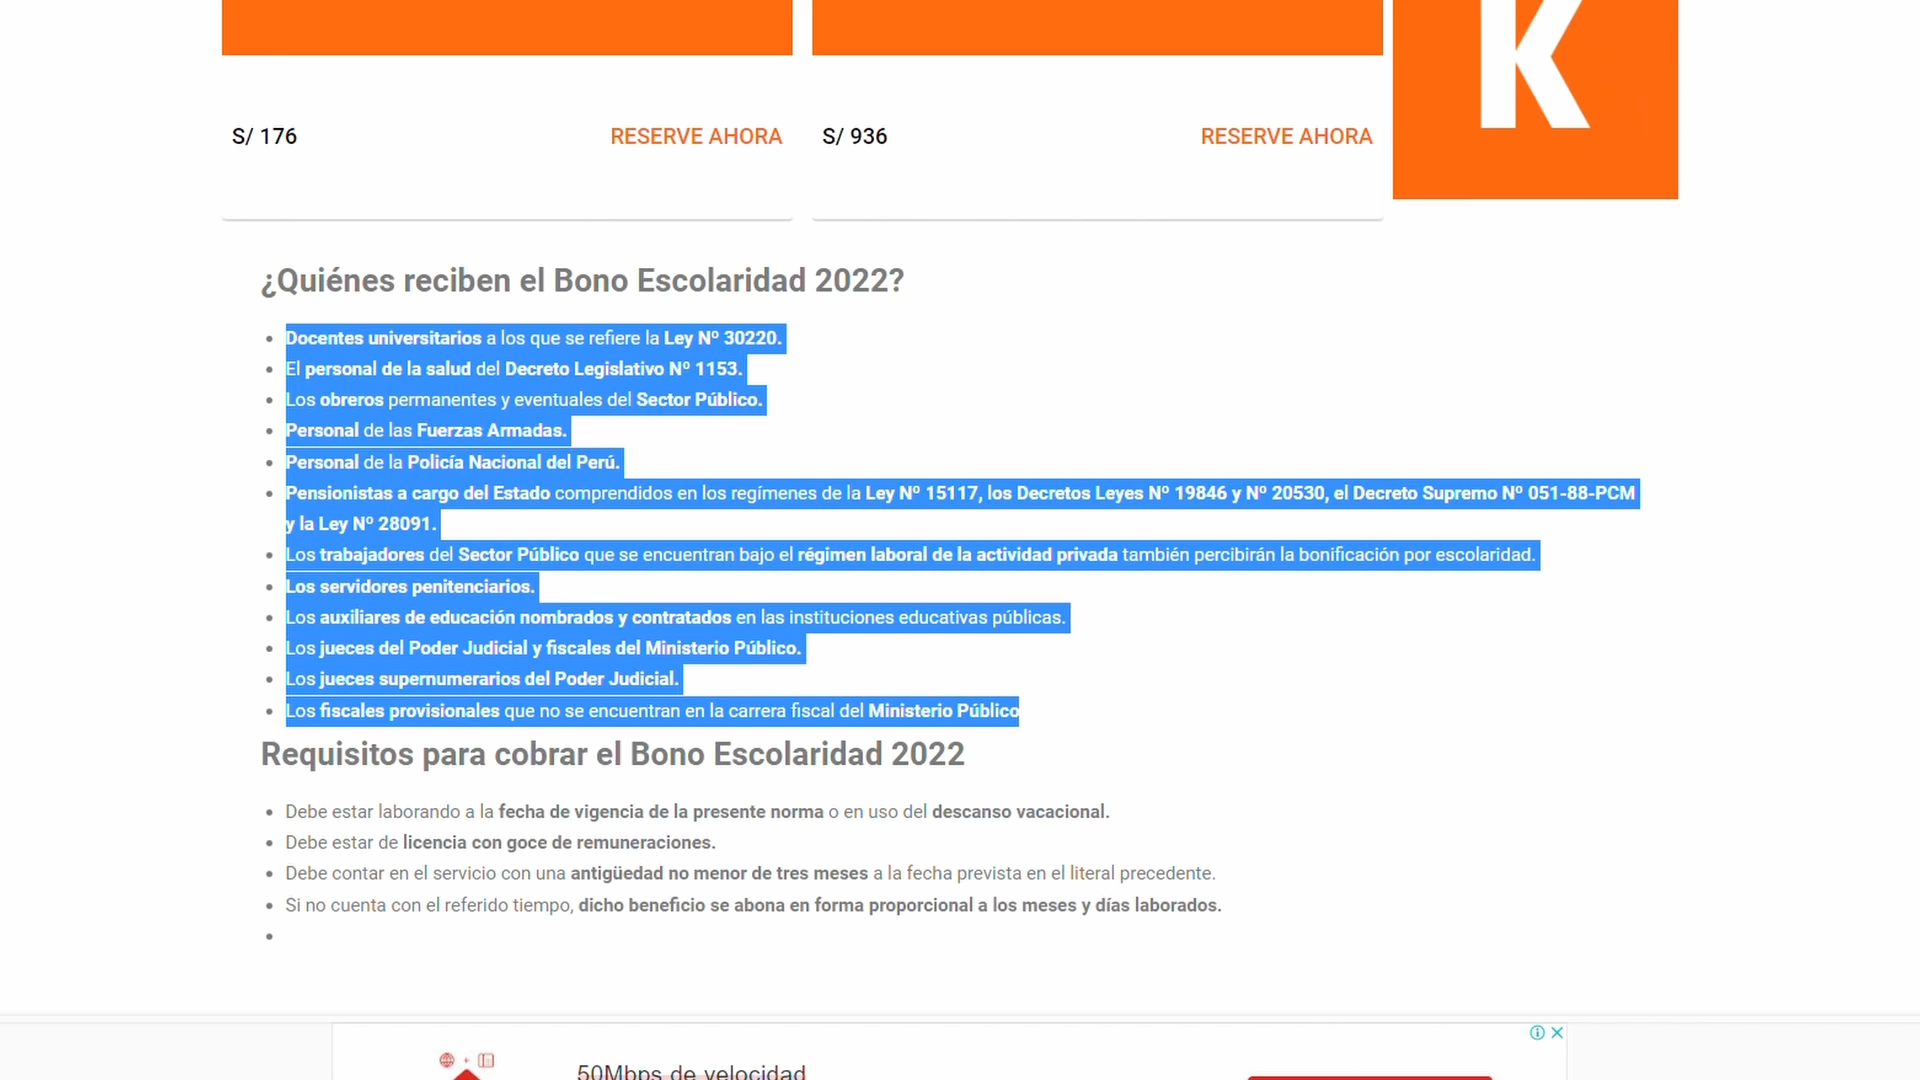 K
S/ 176
RESERVE AHORA
S/ 936
RESERVE AHORA
¿Quiénes reciben el Bono Escolaridad 2022?
Docentes universitarios a los que se refiere la Ley Nº 30220.
El personal de la salud del Decreto Legislativo Nº 1153.
Los obreros permanentes y eventuales del Sector Público.
Personal de las Fuerzas Armadas.
Personal de la Policía Nacional del Perú.
Pensionistas a cargo del Estado comprendidos en los regímenes de la Ley Nº 15117, los Decretos Leyes Nº 19846 y Nº 20530, el Decreto Supremo Nº 051-88-PCM
y la Ley Nº 28091.
Los trabajadores del Sector Público que se encuentran bajo el régimen laboral de la actividad privada también percibirán la bonificación por escolaridad.
Los servidores penitenciarios.
Los auxiliares de educación nombrados y contratados en las instituciones educativas públicas.
Los jueces del Poder Judicial y fiscales del Ministerio Público.
Los jueces supernumerarios del Poder Judicial.
Los fiscales provisionales que no se encuentran en la carrera fiscal del Ministerio Público
Requisitos para cobrar el Bono Escolaridad 2022
Debe estar laborando a la fecha de vigencia de la presente norma o en uso del descanso vacacional.
Debe estar de licencia con goce de remuneraciones.
Debe contar en el servicio con una antigüedad no menor de tres meses a la fecha prevista en el literal precedente.
Si no cuenta con el referido tiempo, dicho beneficio se abona en forma proporcional a los meses y días laborados.
50Mbps de velocidad